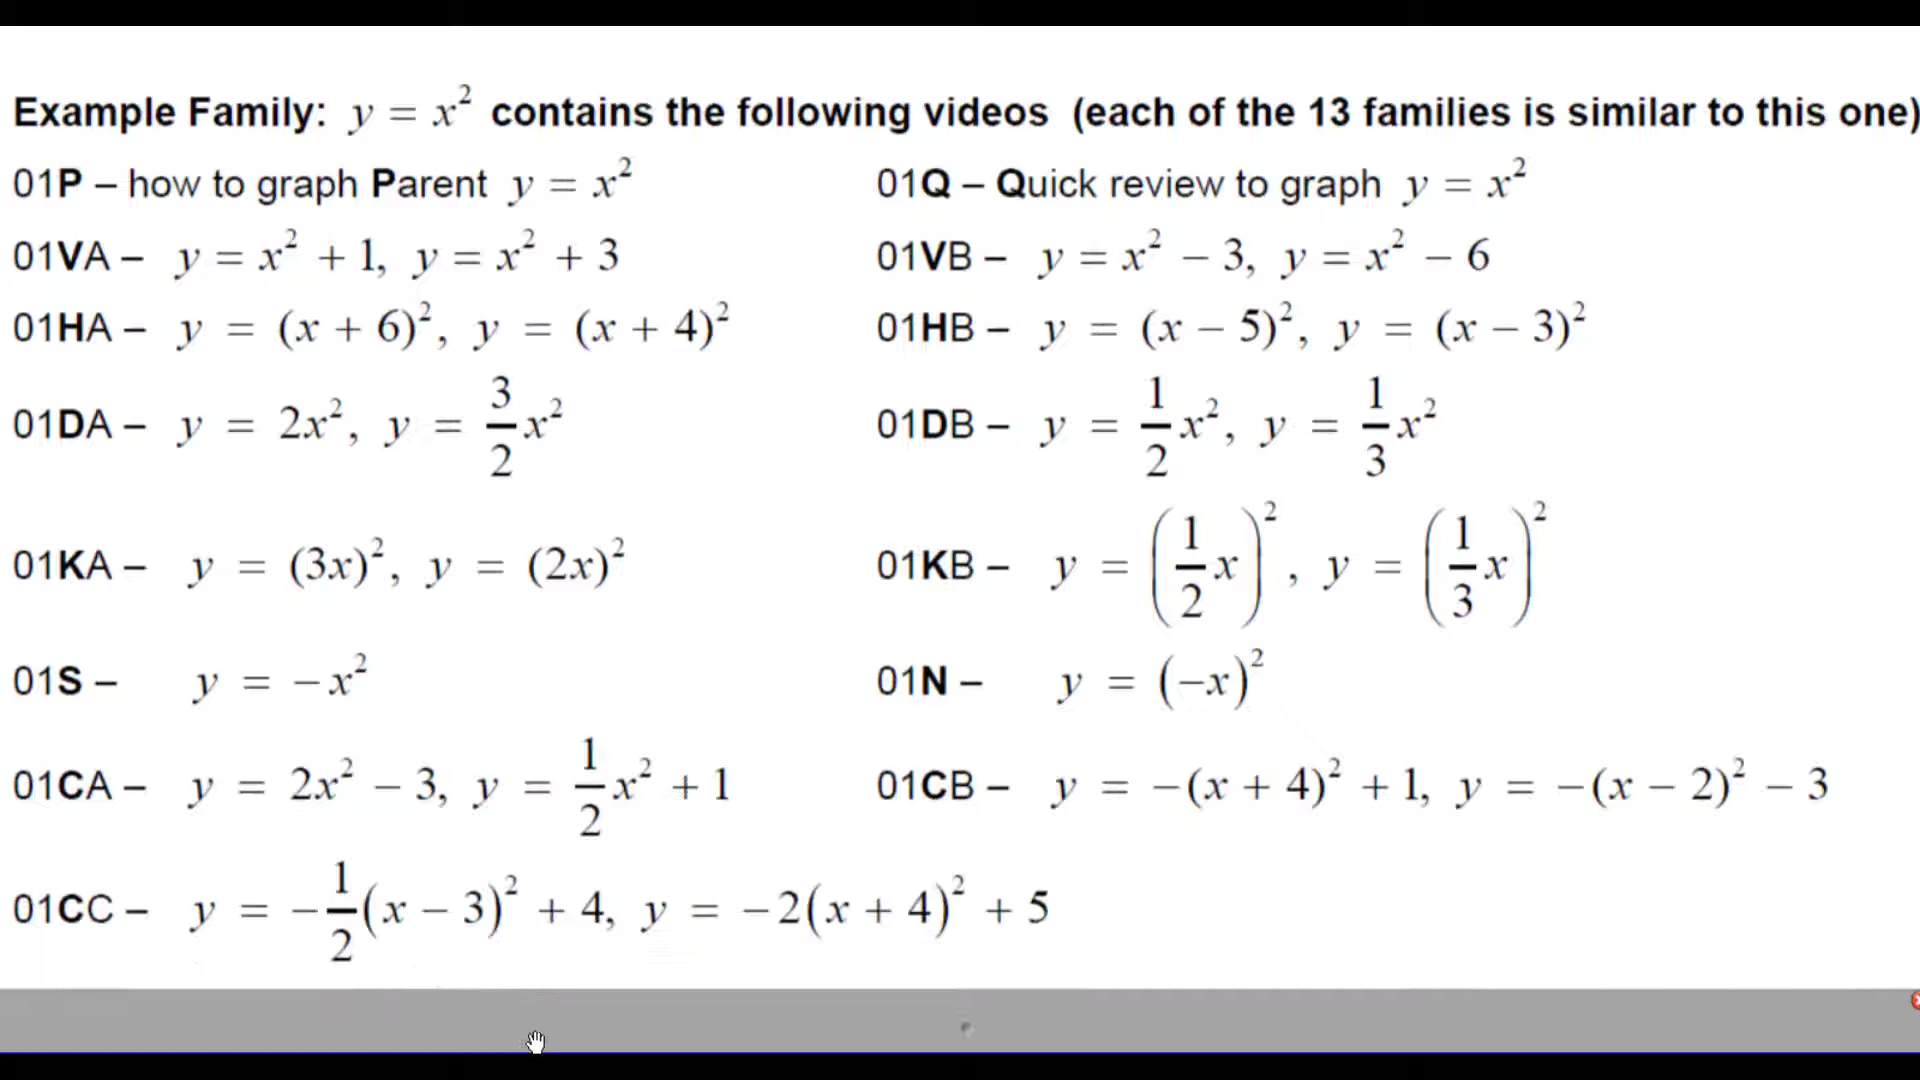 Example Family: y = x² contains the following videos (each of the 13 families is similar to this one)
01P – how to graph Parent y = x²
01Q – Quick review to graph y = x²
01VA – y = x² + 1, y = x² + 3
01VB – y = x² − 3, y = x² − 6
01HA – y = (x + 6)², y = (x + 4)²
01HB – y = (x − 5)², y = (x − 3)²
01DA – y = 2x², y = 3/2 x²
01DB – y = 1/2 x², y = 1/3 x²
01KA – y = (3x)², y = (2x)²
01KB – y = (1/2 x)², y = (1/3 x)²
01S – y = −x²
01N – y = (−x)²
01CA – y = 2x² − 3, y = 1/2 x² + 1
01CB – y = −(x + 4)² + 1, y = −(x − 2)² − 3
01CC – y = −1/2 (x − 3)² + 4, y = −2(x + 4)² + 5